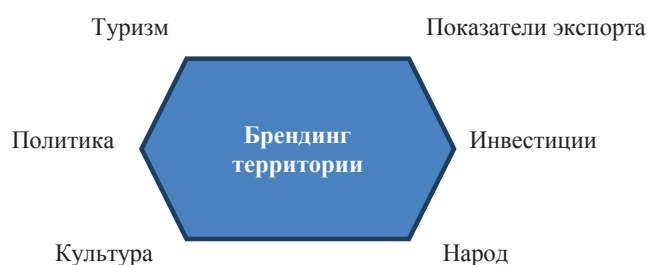 Туризм
Показатели экспорта
Политика
Брендинг
территории
Инвестиции
Культура
Народ